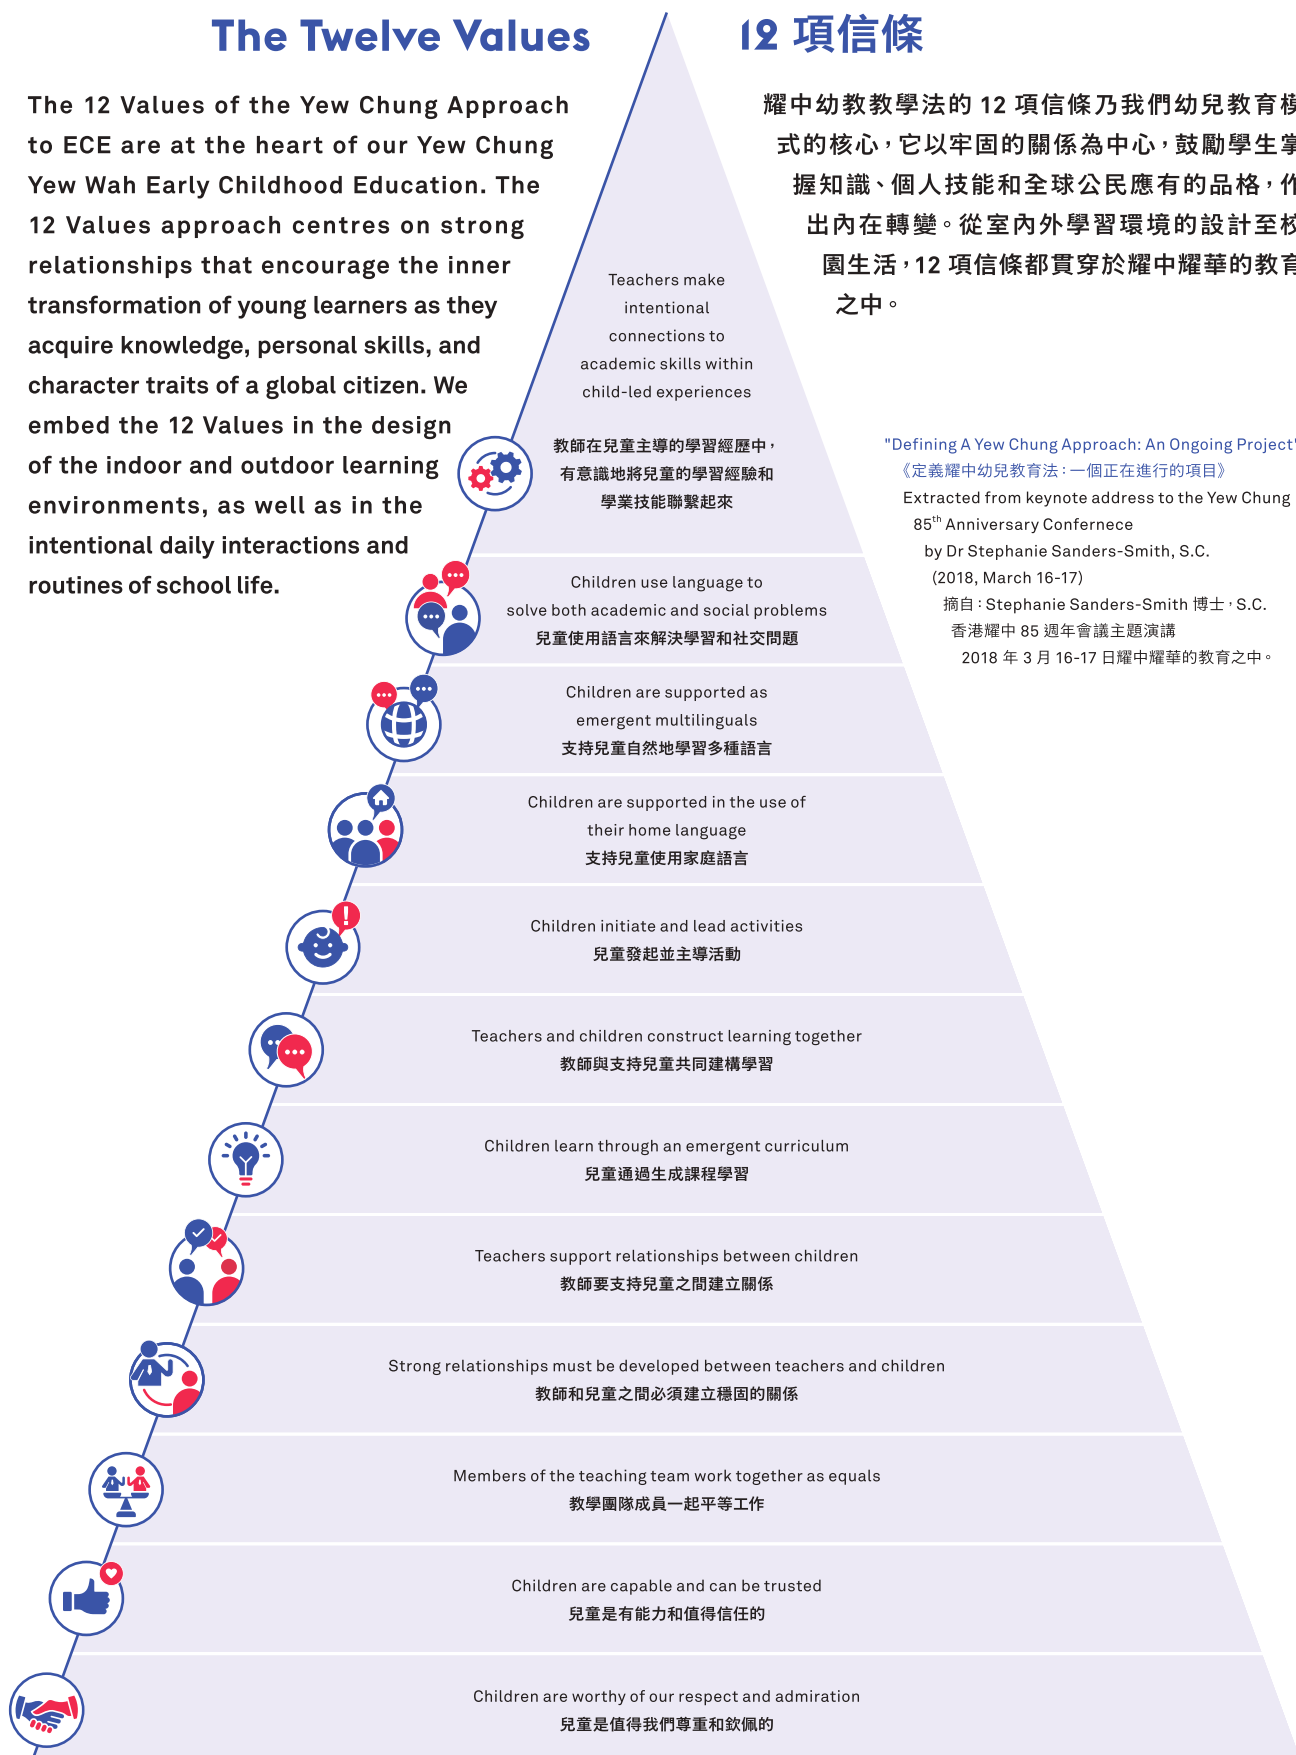 The Twelve Values
The 12 Values of the Yew Chung Approach
to ECE are at the heart of our Yew Chung
Yew Wah Early Childhood Education. The
12 Values approach centres on strong
relationships that encourage the inner
transformation of young learners as they
acquire knowledge, personal skills, and
character traits of a global citizen. We
embed the 12 Values in the design
of the indoor and outdoor learning
environments, as well as in the
intentional daily interactions and
routines of school life.
12 項信條
耀中幼教教學法的 12 項信條乃我們幼兒教育模
式的核心，它以牢固的關係為中心，鼓勵學生掌
握知識、個人技能和全球公民應有的品格，作
出內在轉變。從室內外學習環境的設計至校
園生活，12 項信條都貫穿於耀中耀華的教育
之中。
"Defining A Yew Chung Approach: An Ongoing Project"
《定義耀中幼兒教育法：一個正在進行的項目》
Extracted from keynote address to the Yew Chung
85th Anniversary Confernece
by Dr Stephanie Sanders-Smith, S.C.
(2018, March 16-17)
摘自：Stephanie Sanders-Smith 博士，S.C.
香港耀中 85 週年會議主題演講
2018 年 3 月 16-17 日耀中耀華的教育之中。
Teachers make
intentional
connections to
academic skills within
child-led experiences
教師在兒童主導的學習經歷中，
有意識地將兒童的學習經驗和
學業技能聯繫起來
Children use language to
solve both academic and social problems
兒童使用語言來解決學習和社交問題
Children are supported as
emergent multilinguals
支持兒童自然地學習多種語言
Children are supported in the use of
their home language
支持兒童使用家庭語言
Children initiate and lead activities
兒童發起並主導活動
Teachers and children construct learning together
教師與支持兒童共同建構學習
Children learn through an emergent curriculum
兒童通過生成課程學習
Teachers support relationships between children
教師要支持兒童之間建立關係
Strong relationships must be developed between teachers and children
教師和兒童之間必須建立穩固的關係
Members of the teaching team work together as equals
教學團隊成員一起平等工作
Children are capable and can be trusted
兒童是有能力和值得信任的
Children are worthy of our respect and admiration
兒童是值得我們尊重和欽佩的